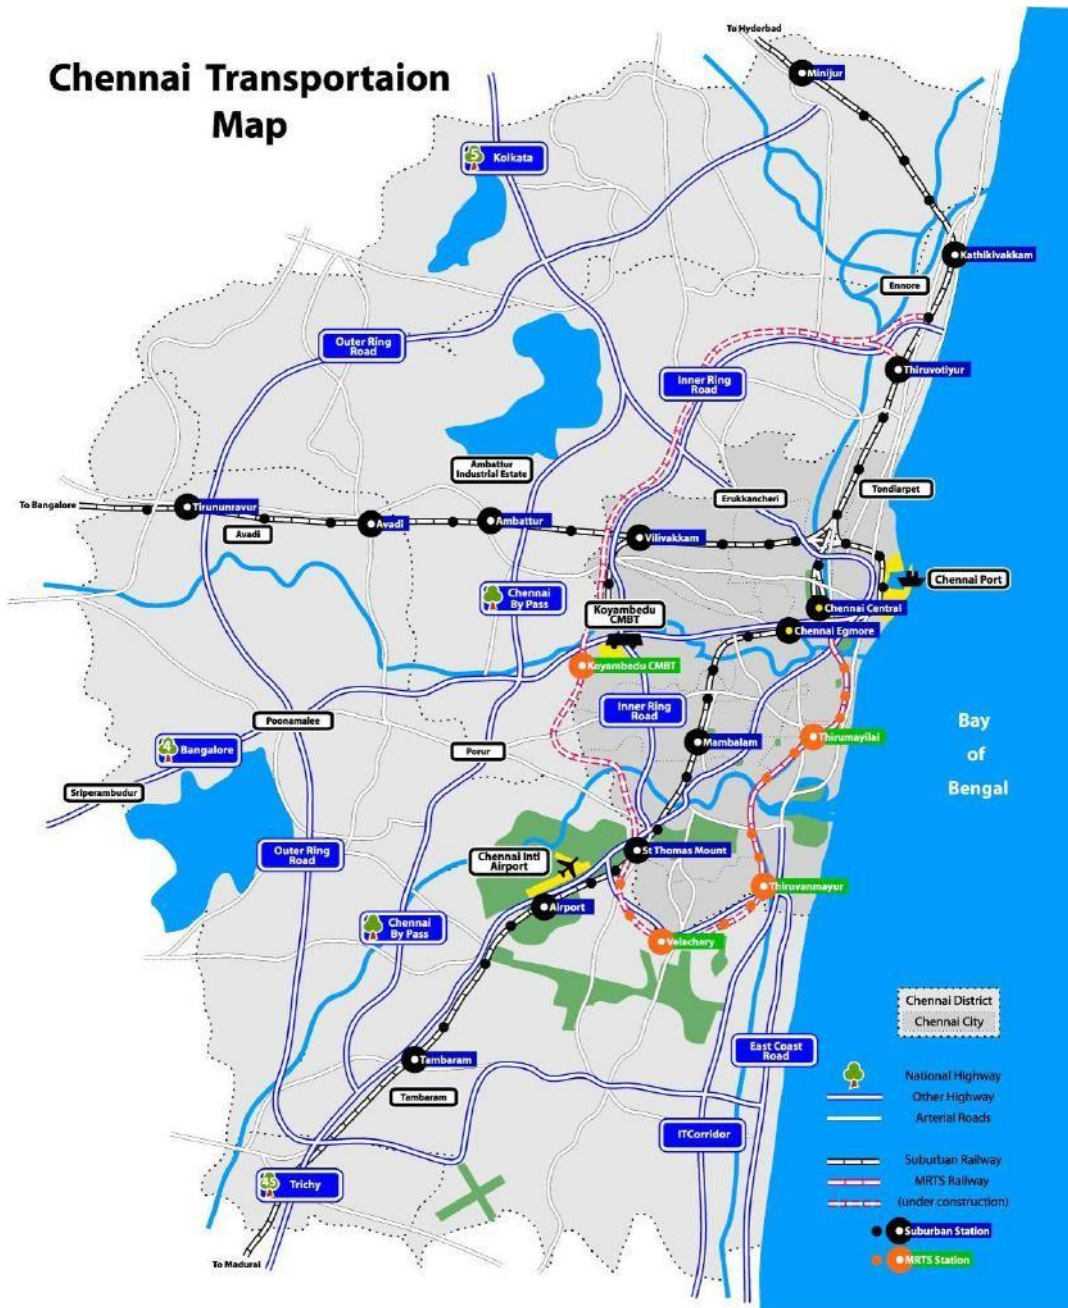 Chennai Transportaion
Map
To Hyderbad
Minijur
5
Kolkata
Kathikivakkam
Ennore
Outer Ring
Road
Inner Ring
Road
Thiruvotiyur
Ambattur
Industrial Estate
Erukkancheri
Tondiarpet
To Bangalore
Tirununravur
Avadi
Avadi
Ambattur
Vilivakkam
Chennai
By Pass
Koyambedu
CMBT
Chennai Port
Chennai Central
Chennai Egmore
Koyambedu CMBT
Poonamalee
Inner Ring
Road
Thirumayilai
4
Bangalore
Porur
Mambalam
Bay
of
Bengal
Sriperambudur
Outer Ring
Road
Chennai Intl
Airport
St Thomas Mount
Thiruvanmayur
Airport
Chennai
By Pass
Velachery
Chennai District
Chennai City
East Coast
Road
Tambaram
Tambaram
National Highway
Other Highway
Arterial Roads
ITCorridor
Suburban Railway
MRTS Railway
(under construction)
45
Trichy
Suburban Station
MRTS Station
To Madurai